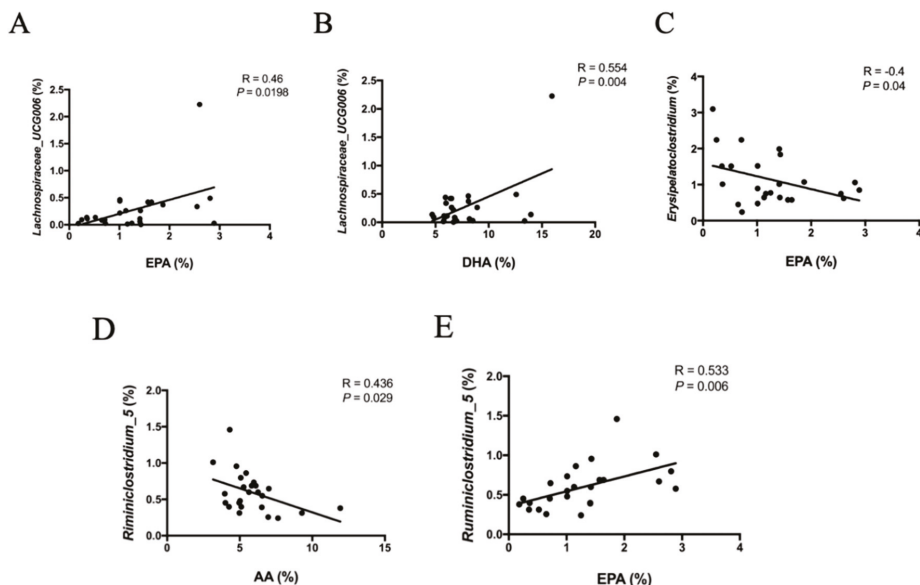 A
R = 0.46
P = 0.0198
Lachnospiraceae_UCG006 (%)
2.5
2.0
1.5
1.0
0.5
0.0
0 1 2 3 4
EPA (%)
B
R = 0.554
P = 0.004
Lachnospiraceae_UCG006 (%)
2.5
2.0
1.5
1.0
0.5
0.0
0 5 10 15 20
DHA (%)
C
R = -0.4
P = 0.04
Erysipelatoclostridium (%)
4
3
2
1
0
0 1 2 3 4
EPA (%)
D
R = 0.436
P = 0.029
Riminiclostridium_5 (%)
2.0
1.5
1.0
0.5
0.0
0 5 10 15
AA (%)
E
R = 0.533
P = 0.006
Ruminiclostridium_5 (%)
2.0
1.5
1.0
0.5
0.0
0 1 2 3 4
EPA (%)